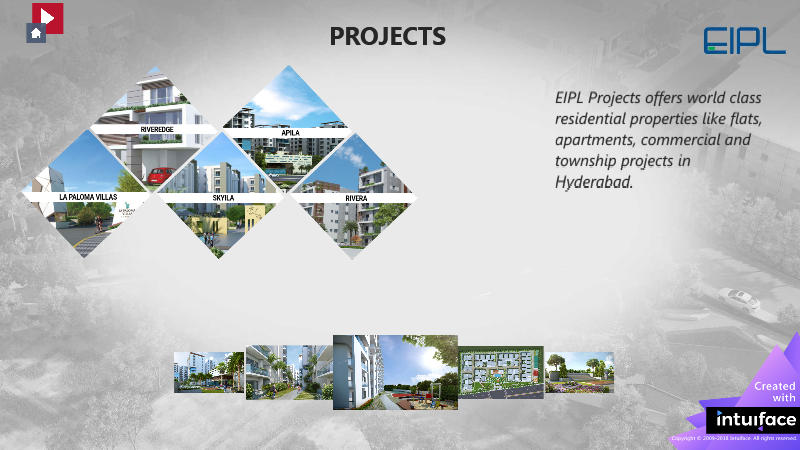 PROJECTS
EIPL
RIVEREDGE
APILA
LA PALOMA VILLAS
SKYILA
RIVERA
EIPL Projects offers world class
residential properties like flats,
apartments, commercial and
township projects in
Hyderabad.
Created
with
intuiface
Copyright © 2009-2018 Intuiface. All rights reserved.